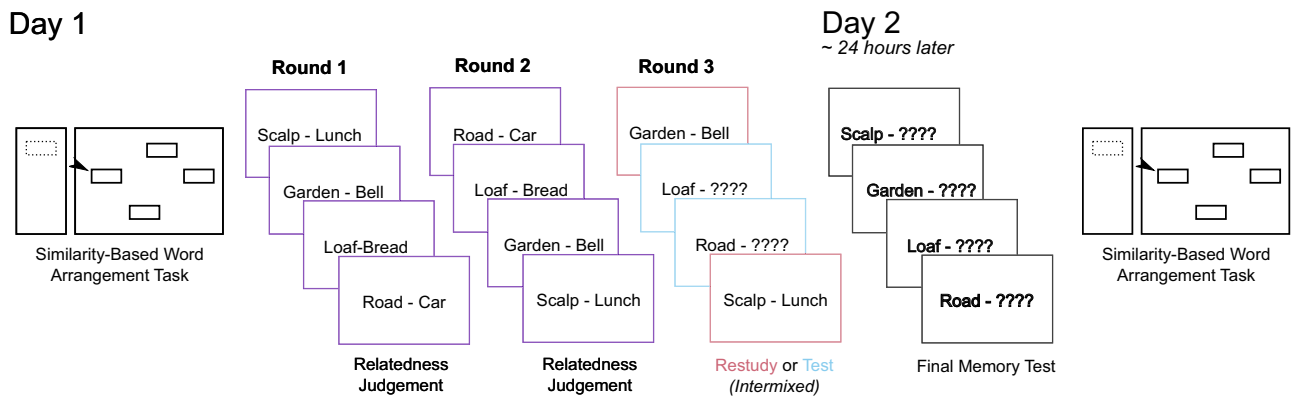 Day 1
Day 2
~ 24 hours later
Round 1
Round 2
Round 3
Similarity-Based Word
Arrangement Task
Scalp - Lunch
Garden - Bell
Loaf-Bread
Road - Car
Relatedness
Judgement
Road - Car
Loaf - Bread
Garden - Bell
Scalp - Lunch
Relatedness
Judgement
Garden - Bell
Loaf - ????
Road - ????
Scalp - Lunch
Restudy or Test
(Intermixed)
Scalp - ????
Garden - ????
Loaf - ????
Road - ????
Final Memory Test
Similarity-Based Word
Arrangement Task